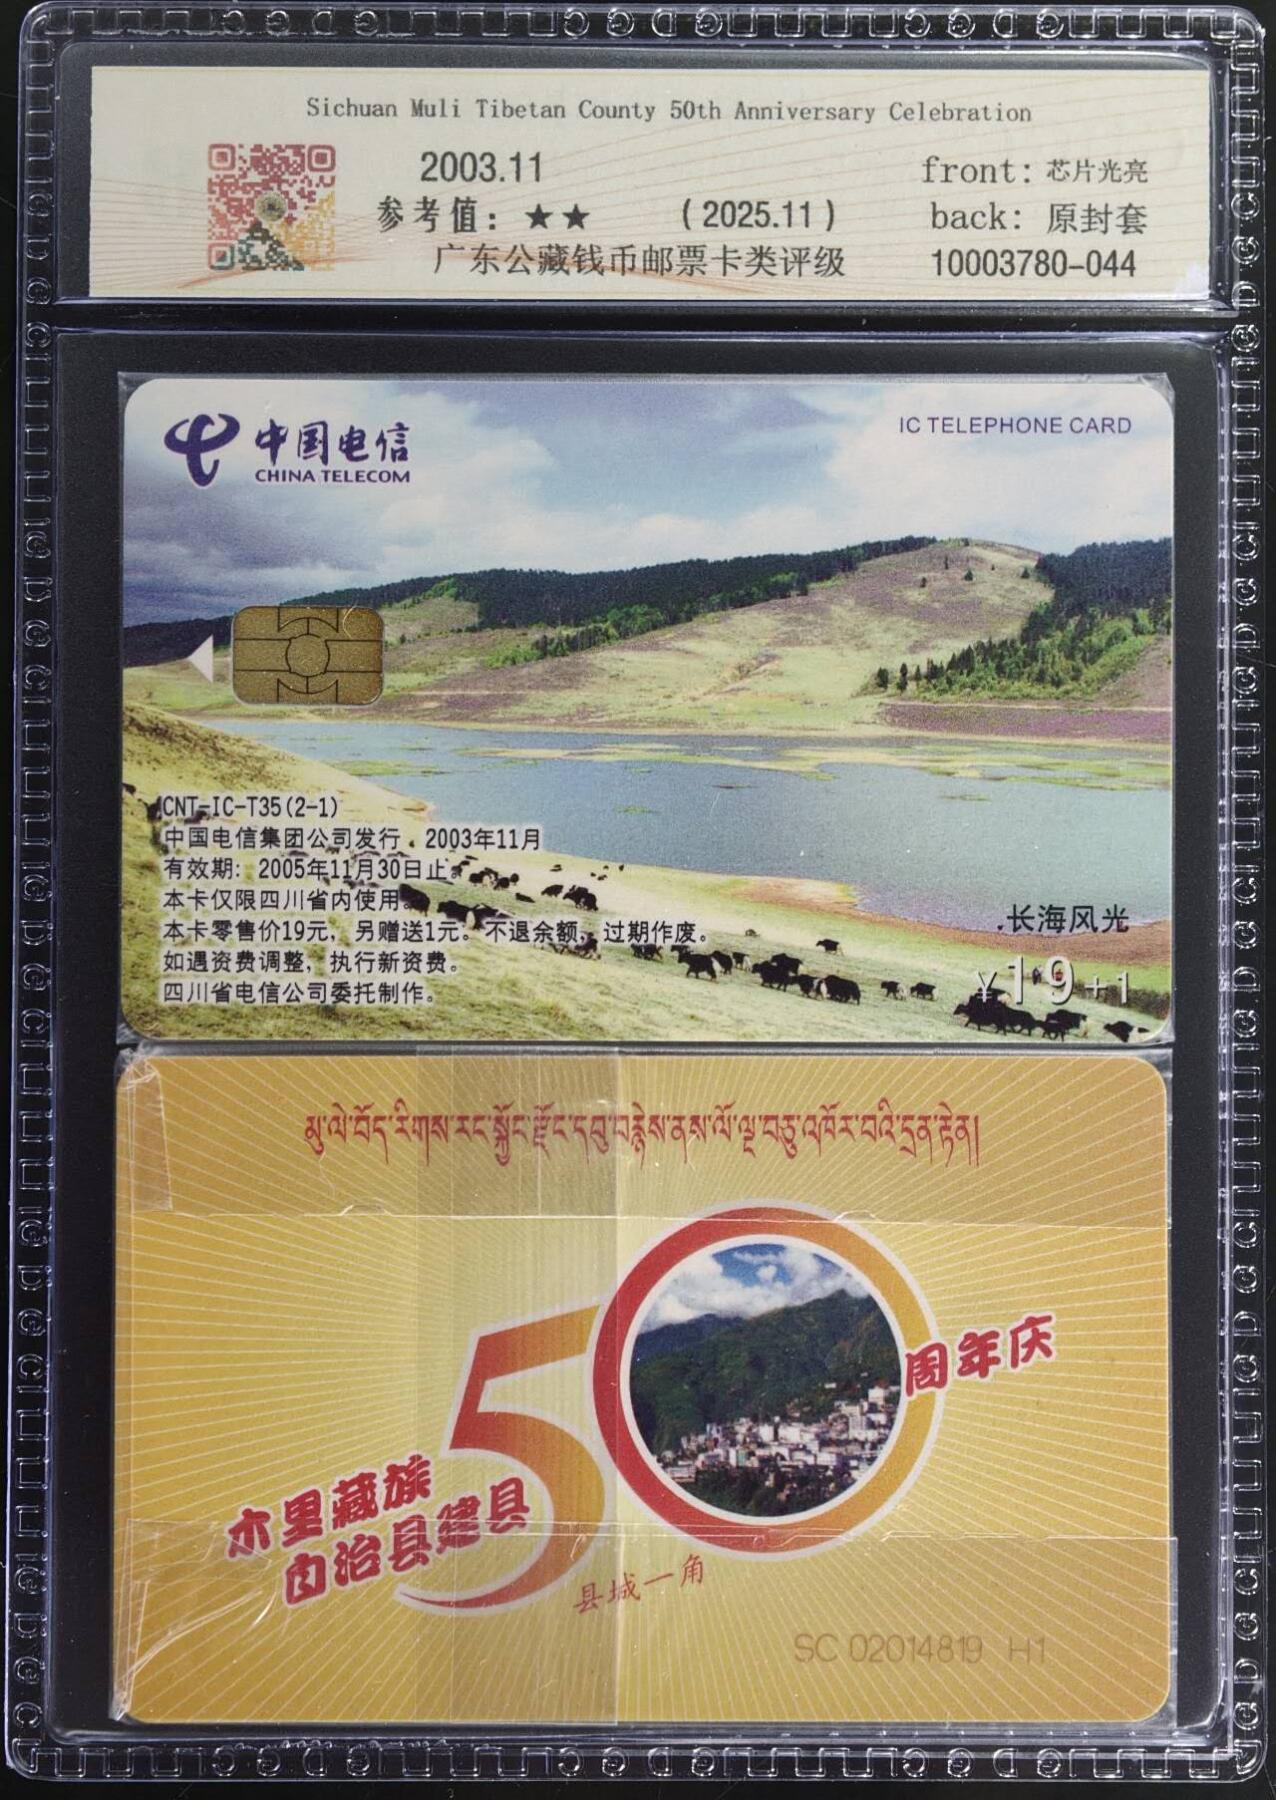 Sichuan Muli Tibetan County 50th Anniversary Celebration
2003.11
front: 芯片光亮
参考值: ★★ (2025.11)
back: 原封套
广东公藏钱币邮票卡类评级
10003780-044
中国电信
CHINA TELECOM
IC TELEPHONE CARD
CNT-IC-T35(2-1)
中国电信集团公司发行. 2003年11月
有效期: 2005年11月30日止。
本卡仅限四川省内使用。
本卡零售价19元, 另赠送1元。不退余额, 过期作废。
如遇资费调整, 执行新资费。
四川省电信公司委托制作。
长海风光
¥19+1
མུ་ལེ་བོད་རིགས་རང་སྐྱོང་རྫོང་དབུ་བརྙེས་ནས་ལོ་ལྔ་བཅུ་འཁོར་བའི་དྲན་རྟེན།
木里藏族
自治县建县
50
周年庆
县城一角
SC 02014819 H1